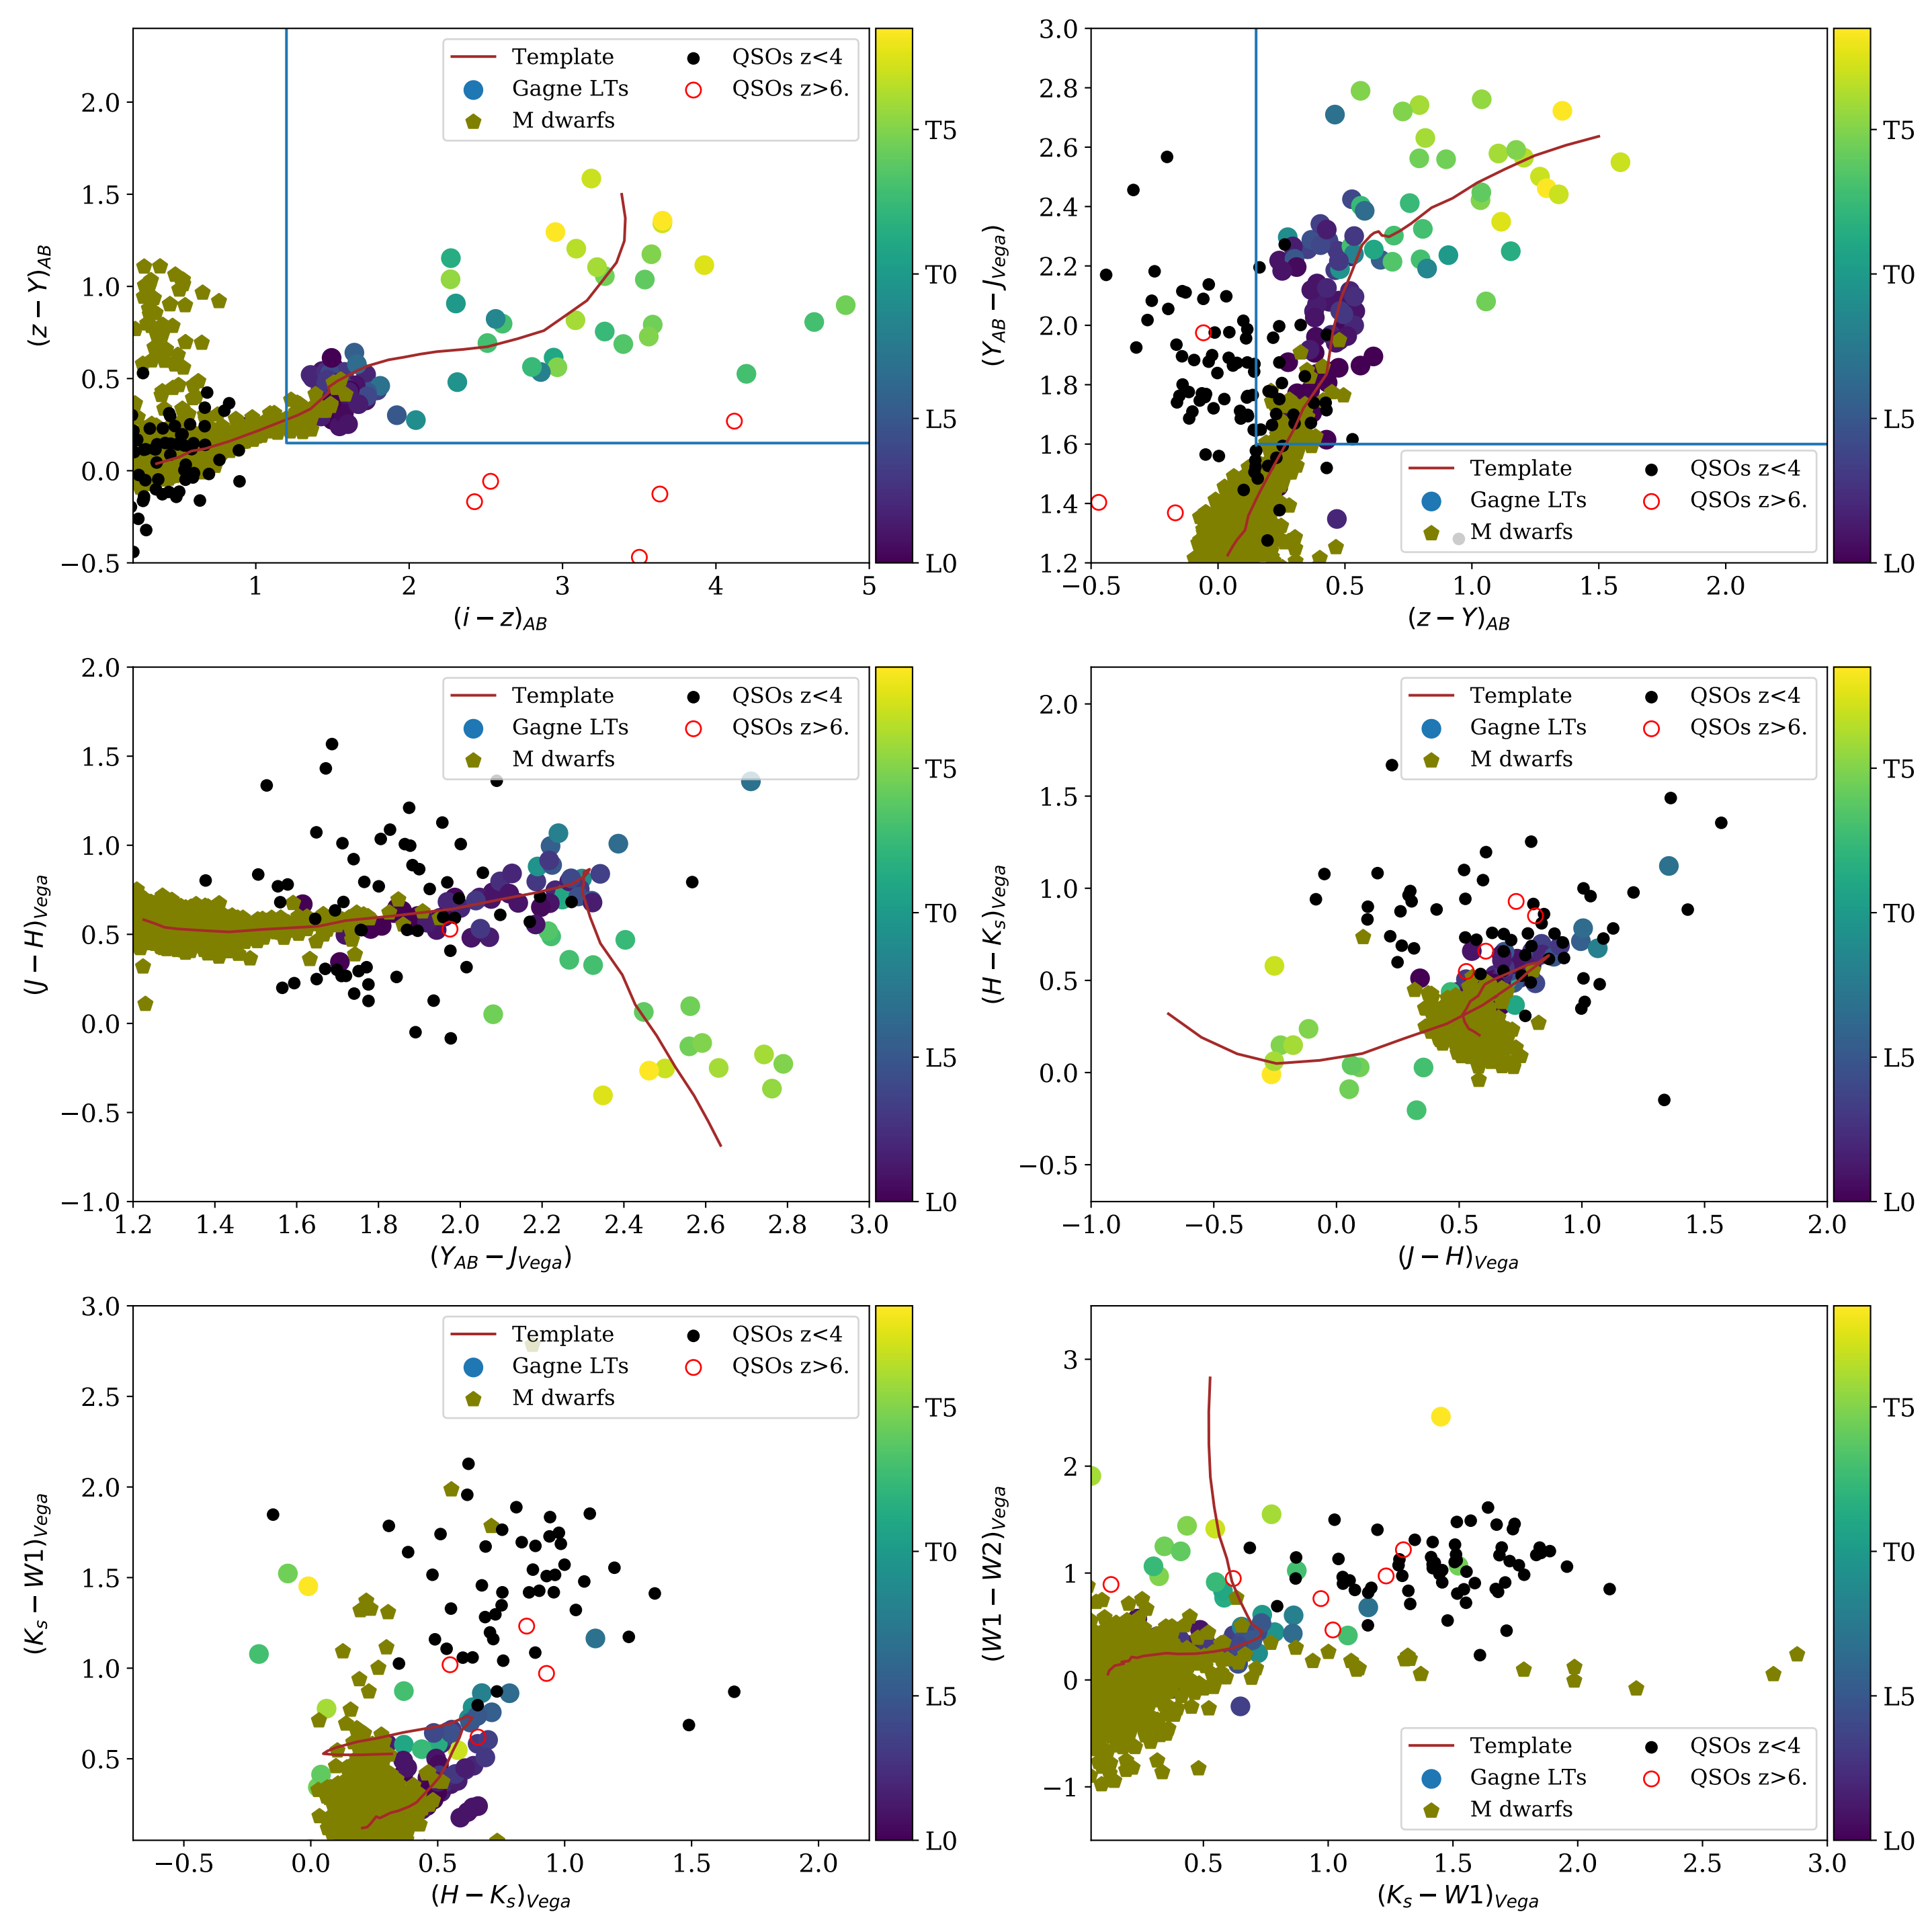 Template
Gagne LTs
M dwarfs
QSOs z<4
QSOs z>6.
2.0
1.5
1.0
0.5
0.0
−0.5
(z − Y)AB
1
2
3
4
5
(i − z)AB
T5
T0
L5
L0
3.0
2.8
2.6
2.4
2.2
2.0
1.8
1.6
1.4
1.2
(YAB − JVega)
Template
Gagne LTs
M dwarfs
QSOs z<4
QSOs z>6.
−0.5
0.0
0.5
1.0
1.5
2.0
(z − Y)AB
T5
T0
L5
L0
Template
Gagne LTs
M dwarfs
QSOs z<4
QSOs z>6.
2.0
1.5
1.0
0.5
0.0
−0.5
−1.0
(J − H)Vega
1.2
1.4
1.6
1.8
2.0
2.2
2.4
2.6
2.8
3.0
(YAB − JVega)
T5
T0
L5
L0
Template
Gagne LTs
M dwarfs
QSOs z<4
QSOs z>6.
2.0
1.5
1.0
0.5
0.0
−0.5
(H − Ks)Vega
−1.0
−0.5
0.0
0.5
1.0
1.5
2.0
(J − H)Vega
T5
T0
L5
L0
Template
Gagne LTs
M dwarfs
QSOs z<4
QSOs z>6.
3.0
2.5
2.0
1.5
1.0
0.5
(Ks − W1)Vega
−0.5
0.0
0.5
1.0
1.5
2.0
(H − Ks)Vega
T5
T0
L5
L0
3
2
1
0
−1
(W1 − W2)Vega
Template
Gagne LTs
M dwarfs
QSOs z<4
QSOs z>6.
0.5
1.0
1.5
2.0
2.5
3.0
(Ks − W1)Vega
T5
T0
L5
L0